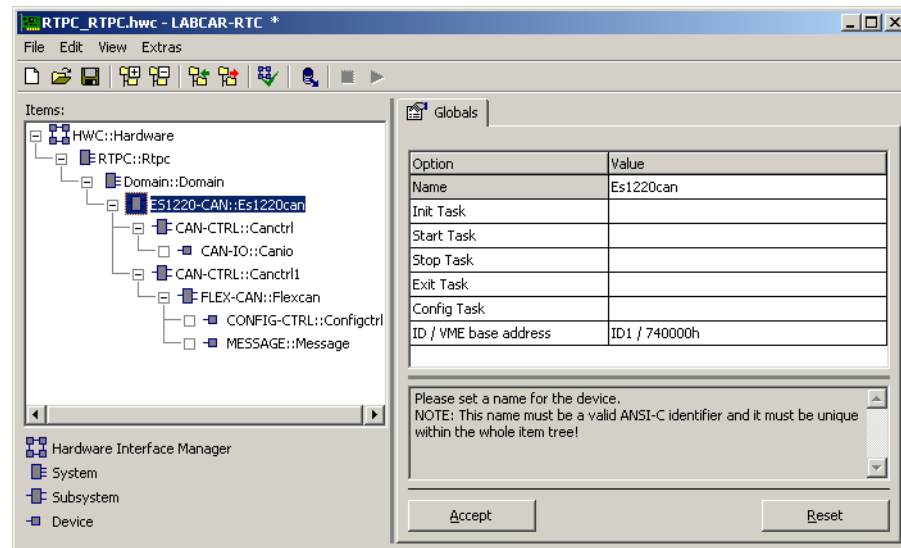 RTPC_RTPC.hwc - LABCAR-RTC *
File Edit View Extras
Items:
HWC::Hardware
RTPC::Rtpc
Domain::Domain
ES1220-CAN::Es1220can
CAN-CTRL::Canctrl
CAN-IO::Canio
CAN-CTRL::Canctrl1
FLEX-CAN::Flexcan
CONFIG-CTRL::Configctrl
MESSAGE::Message
Hardware Interface Manager
System
Subsystem
Device
Globals
Option Value
Name Es1220can
Init Task
Start Task
Stop Task
Exit Task
Config Task
ID / VME base address ID1 / 740000h
Please set a name for the device.
NOTE: This name must be a valid ANSI-C identifier and it must be unique
within the whole item tree!
Accept Reset